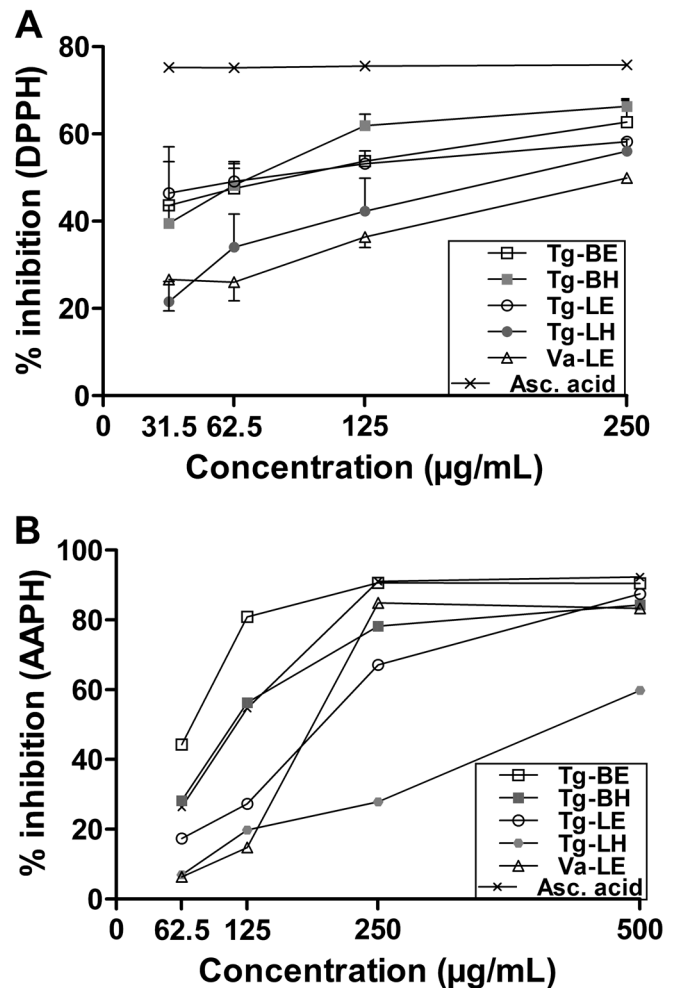 A
% inhibition (DPPH)
80
60
40
20
0
0 31.5 62.5 125 250
Concentration (µg/mL)
Tg-BE
Tg-BH
Tg-LE
Tg-LH
Va-LE
Asc. acid
B
% inhibition (AAPH)
100
80
60
40
20
0
0 62.5 125 250 500
Concentration (µg/mL)
Tg-BE
Tg-BH
Tg-LE
Tg-LH
Va-LE
Asc. acid